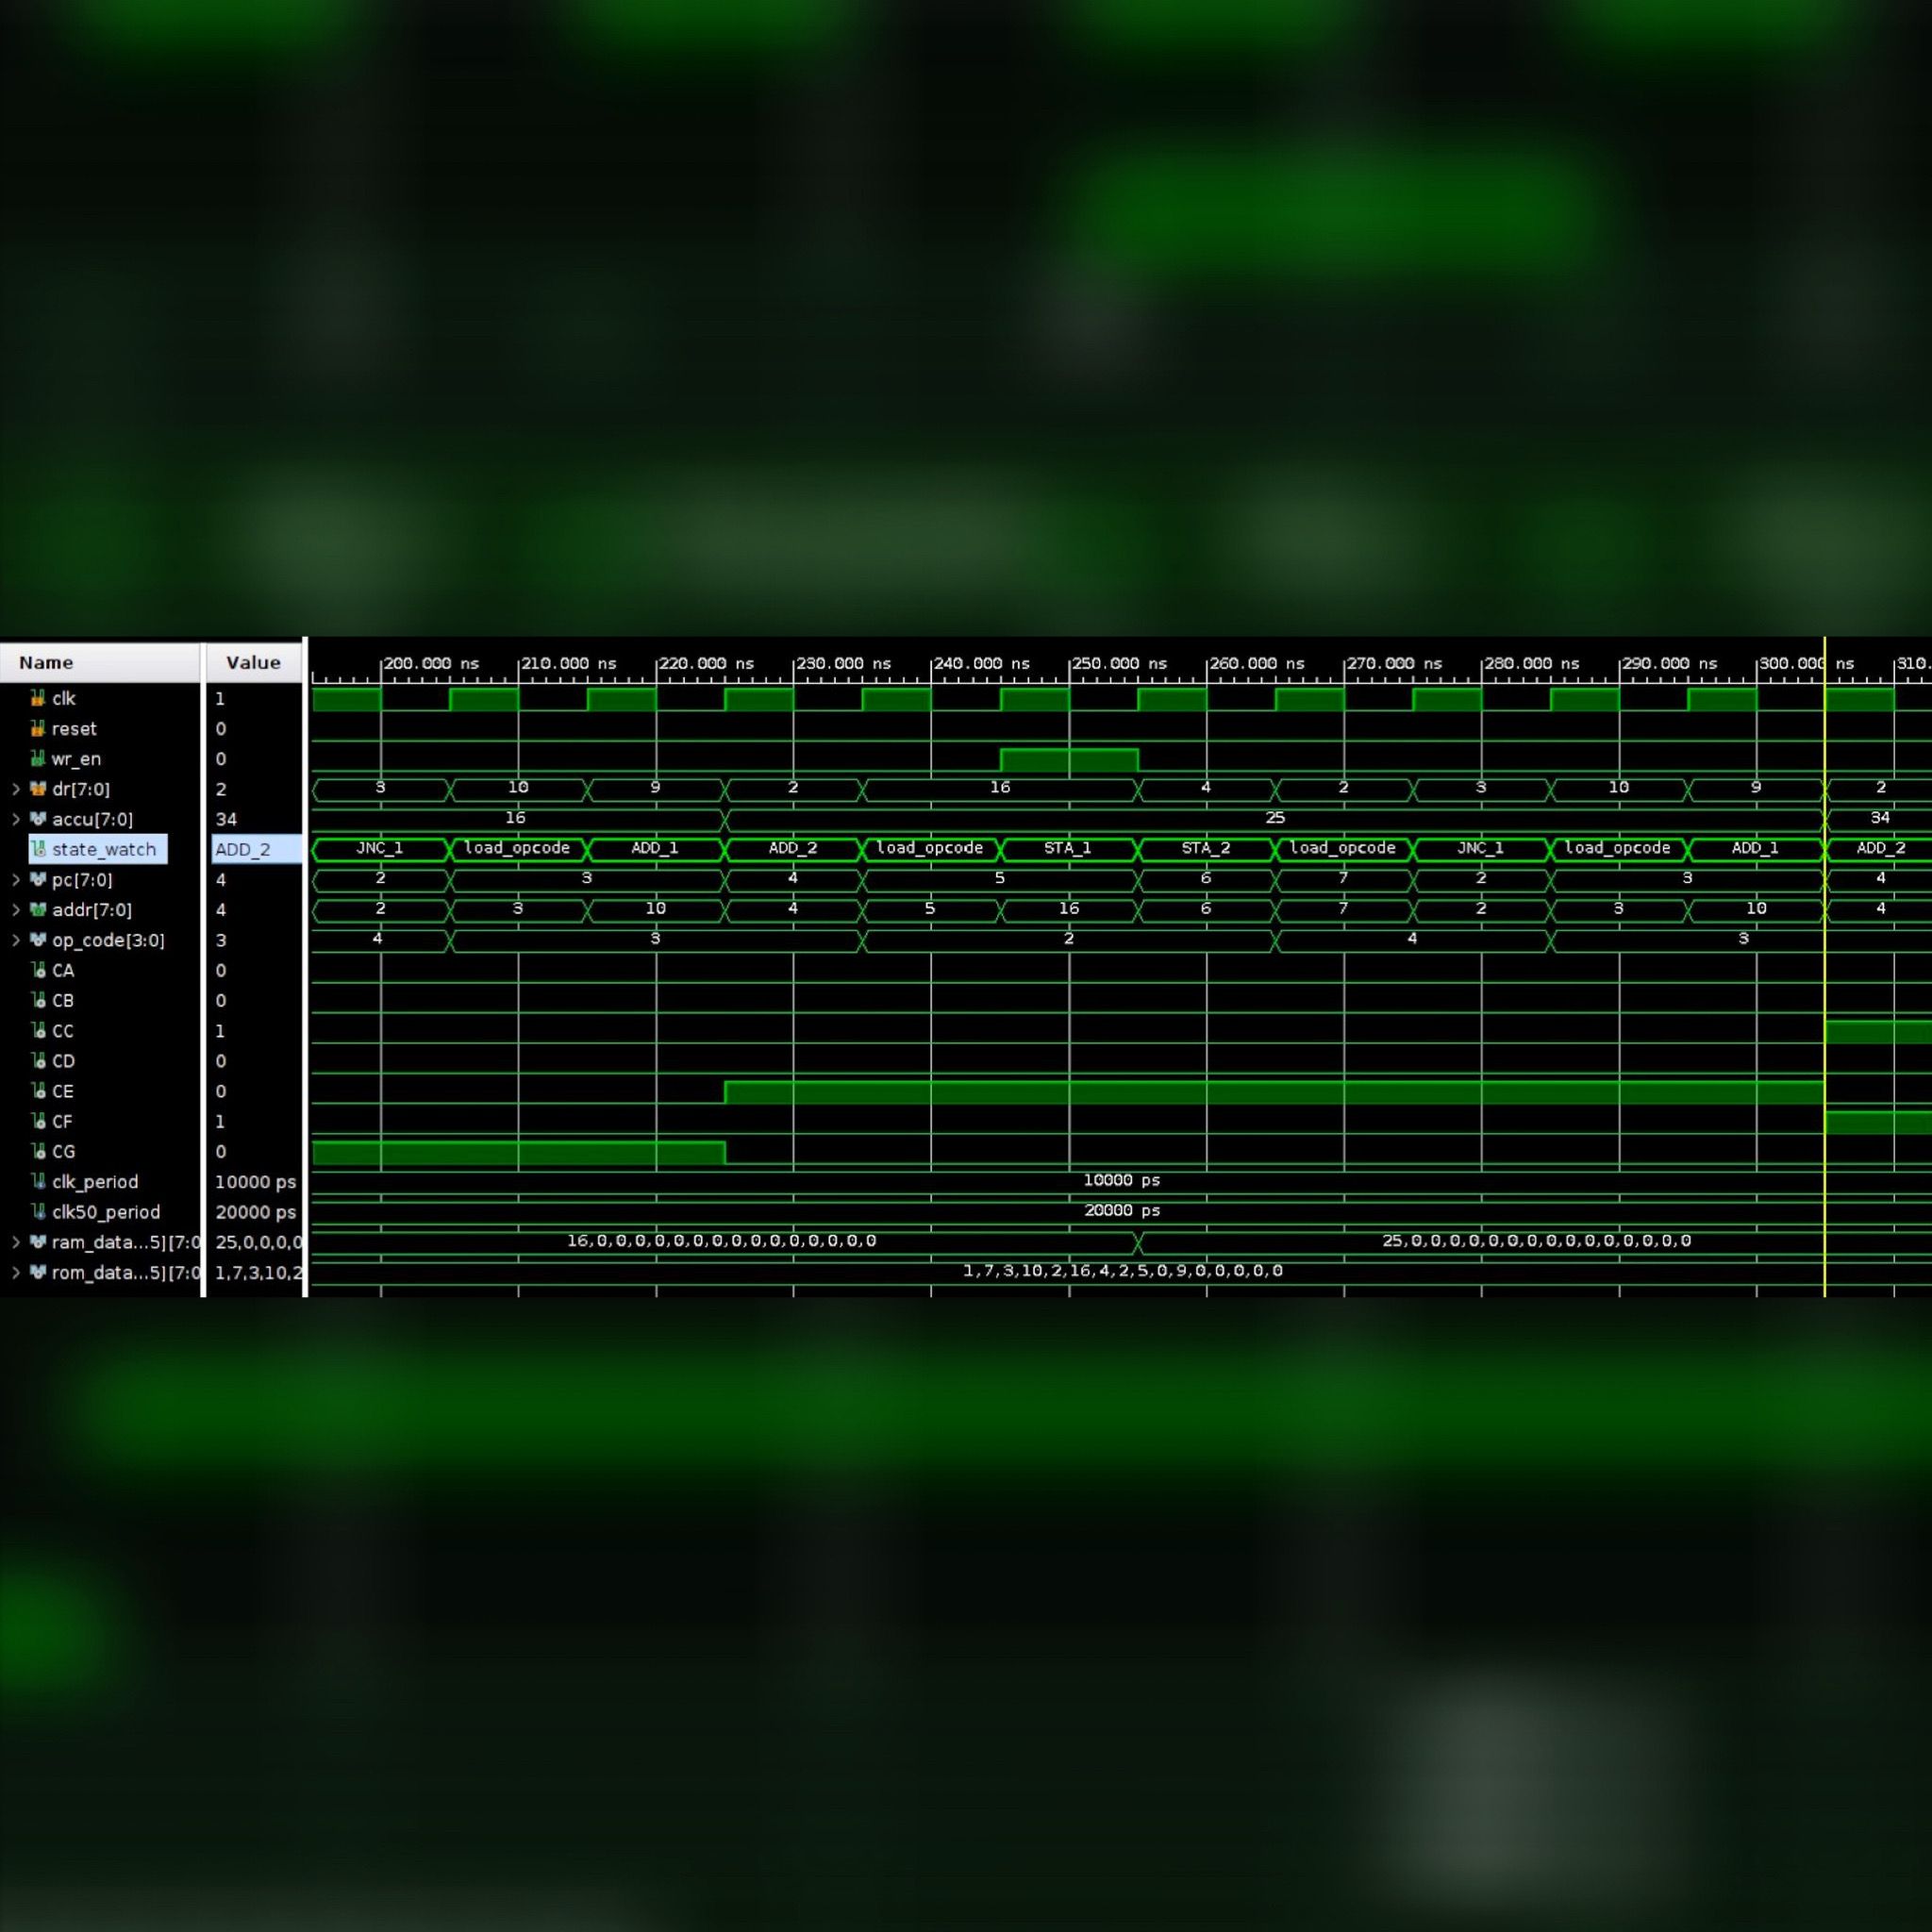 Name Value 200.000 ns 210.000 ns 220.000 ns 230.000 ns 240.000 ns 250.000 ns 260.000 ns 270.000 ns 280.000 ns 290.000 ns 300.000 ns 310.
clk 1
reset 0
wr_en 0
dr[7:0] 2 3 10 9 2 16 4 2 3 10 9 2
accu[7:0] 34 16 25 34
state_watch ADD_2 JNC_1 load_opcode ADD_1 ADD_2 load_opcode STA_1 STA_2 load_opcode JNC_1 load_opcode ADD_1 ADD_2
pc[7:0] 4 2 3 4 5 6 7 2 3 4
addr[7:0] 4 2 3 10 4 5 16 6 7 2 3 10 4
op_code[3:0] 3 4 3 2 4 3
CA 0
CB 0
CC 1
CD 0
CE 0
CF 1
CG 0
clk_period 10000 ps 10000 ps
clk50_period 20000 ps 20000 ps
ram_data...5][7:0 25,0,0,0,0 16,0,0,0,0,0,0,0,0,0,0,0,0,0,0,0 25,0,0,0,0,0,0,0,0,0,0,0,0,0,0,0
rom_data...5][7:0 1,7,3,10,2 1,7,3,10,2,16,4,2,5,0,9,0,0,0,0,0